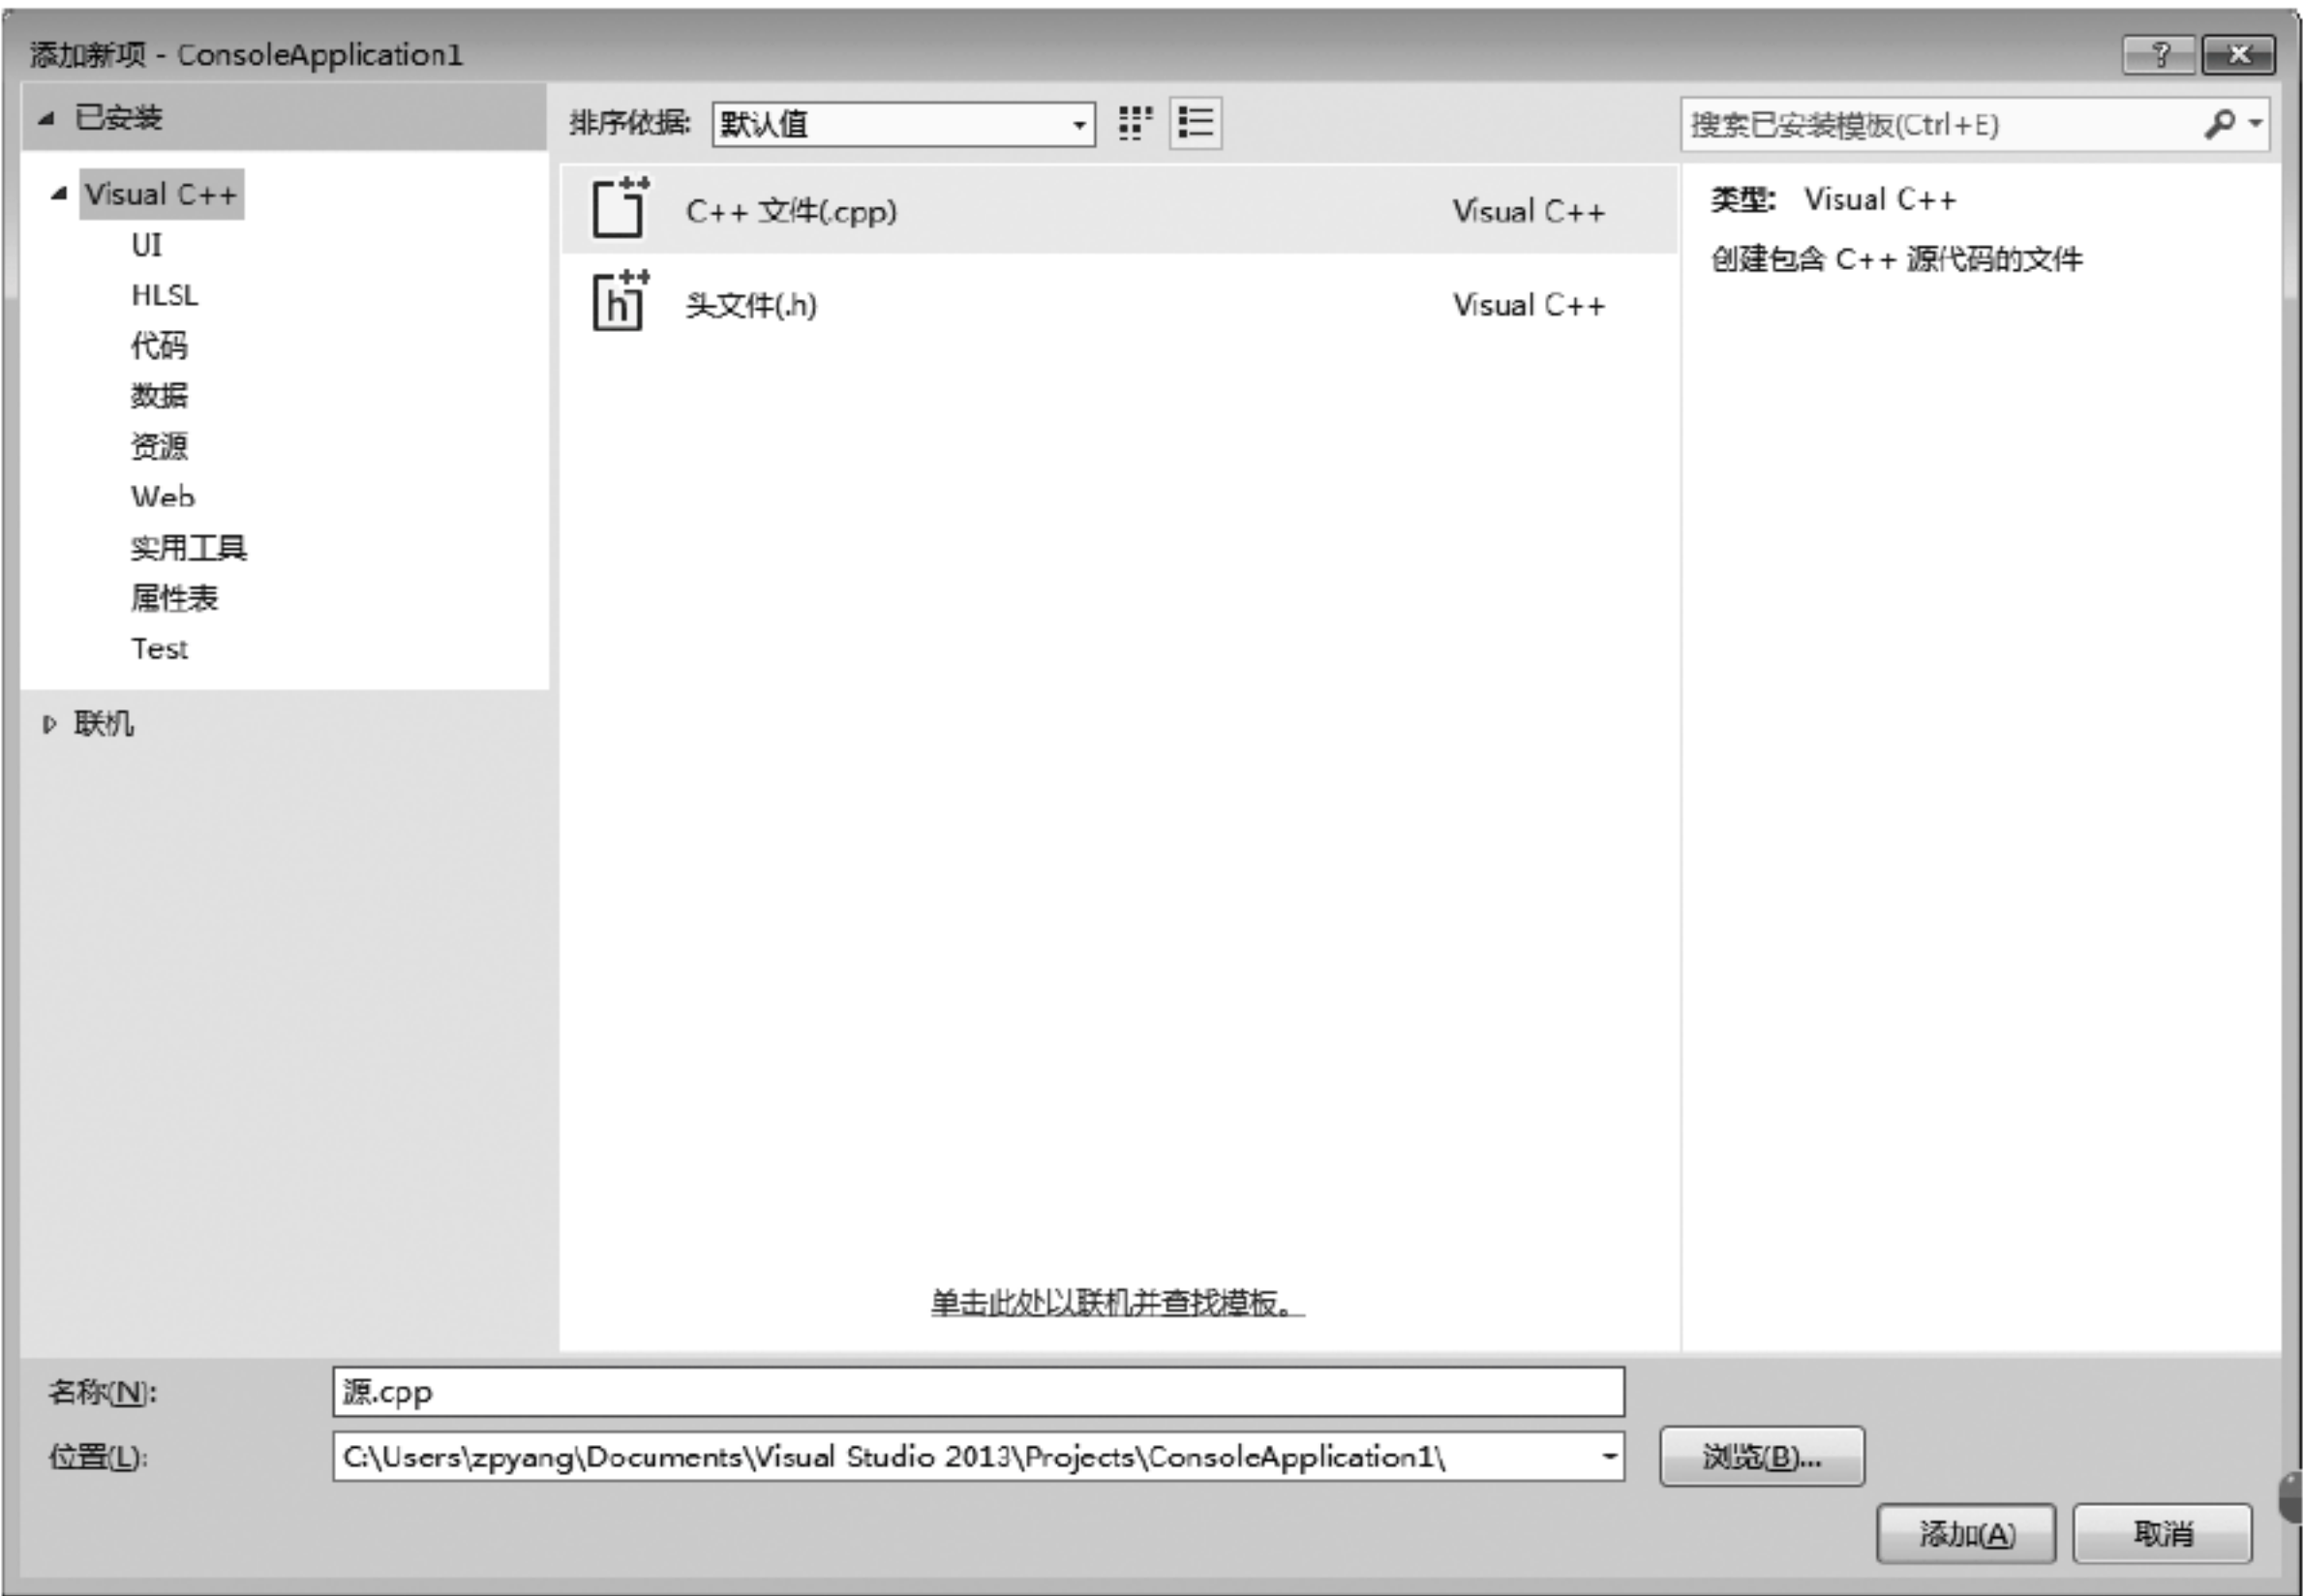 添加新项 - ConsoleApplication1
已安装
排序依据: 默认值
搜索已安装模板(Ctrl+E)
Visual C++
UI
HLSL
代码
数据
资源
Web
实用工具
属性表
Test
联机
C++ 文件(.cpp) Visual C++
头文件(.h) Visual C++
类型: Visual C++
创建包含 C++ 源代码的文件
单击此处以联机并查找模板。
名称(N): 源.cpp
位置(L): C:\Users\zpyang\Documents\Visual Studio 2013\Projects\ConsoleApplication1\
浏览(B)...
添加(A) 取消